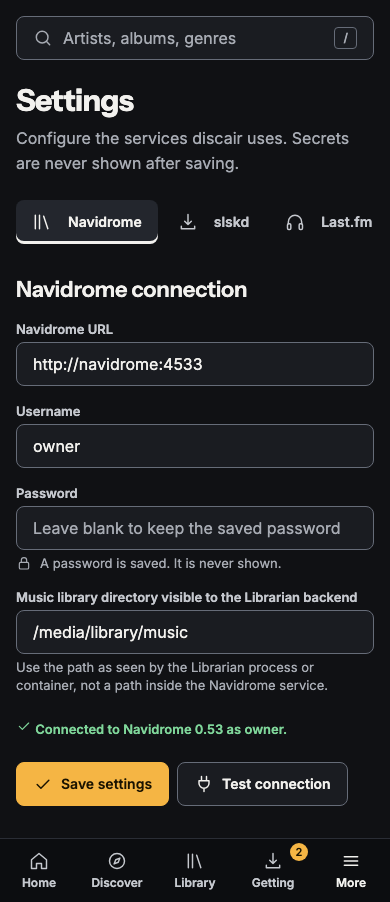 Artists, albums, genres /
Settings
Configure the services discair uses. Secrets
are never shown after saving.
Navidrome slskd Last.fm
Navidrome connection
Navidrome URL
http://navidrome:4533
Username
owner
Password
Leave blank to keep the saved password
A password is saved. It is never shown.
Music library directory visible to the Librarian backend
/media/library/music
Use the path as seen by the Librarian process or
container, not a path inside the Navidrome service.
Connected to Navidrome 0.53 as owner.
Save settings Test connection
2
Home Discover Library Getting More